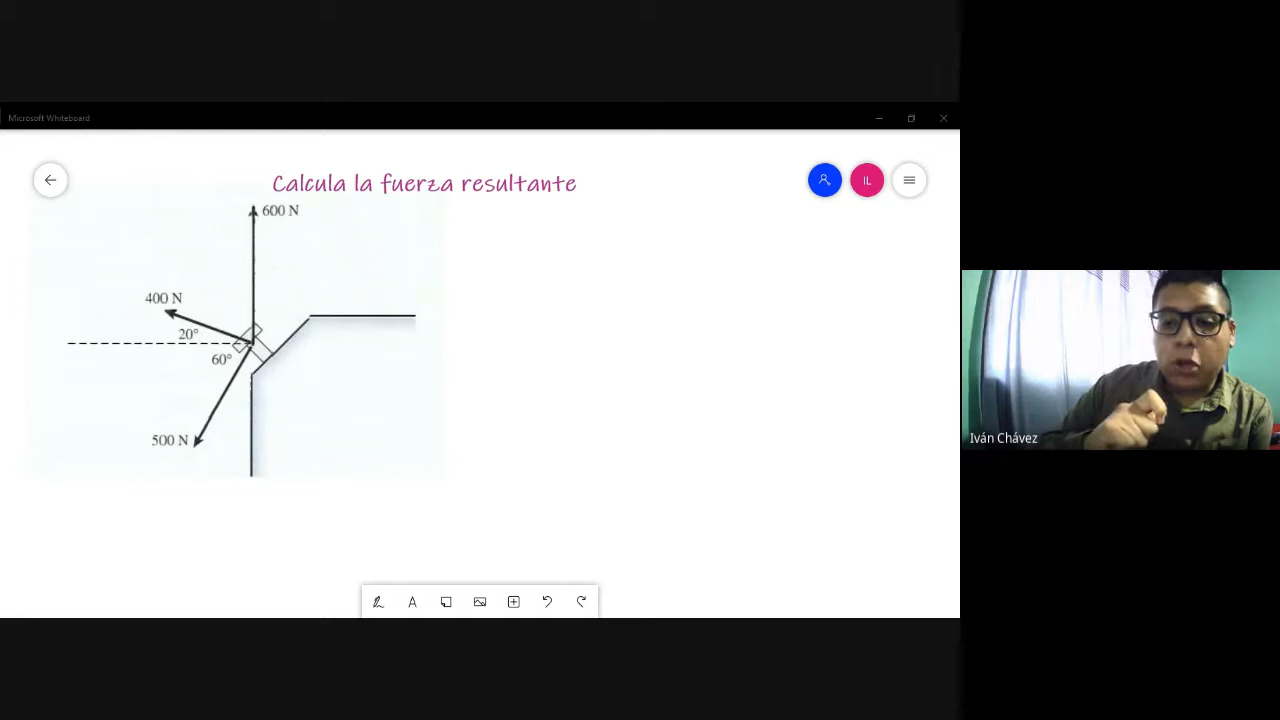 Microsoft Whiteboard
Calcula la fuerza resultante
IL
600 N
400 N
20°
60°
500 N
Iván Chávez
A